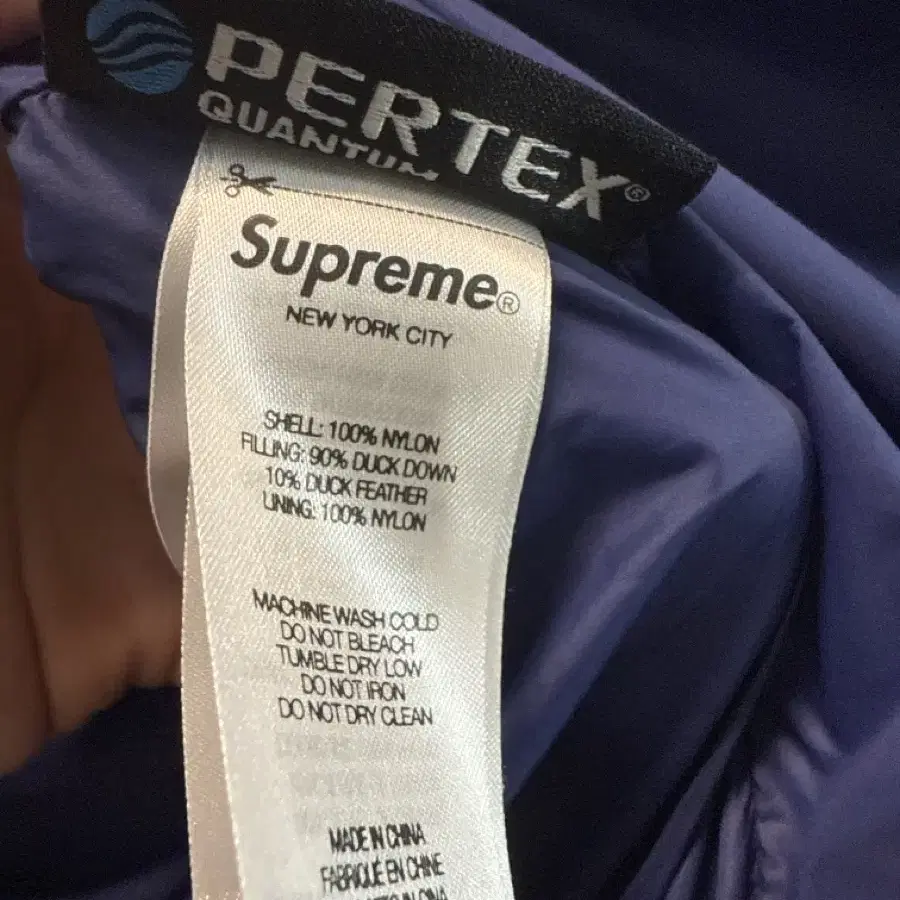 PERTEX®
QUANTUM
Supreme®
NEW YORK CITY
SHELL: 100% NYLON
FILLING: 90% DUCK DOWN
10% DUCK FEATHER
LINING: 100% NYLON
MACHINE WASH COLD
DO NOT BLEACH
TUMBLE DRY LOW
DO NOT IRON
DO NOT DRY CLEAN
MADE IN CHINA
FABRIQUE EN CHINE